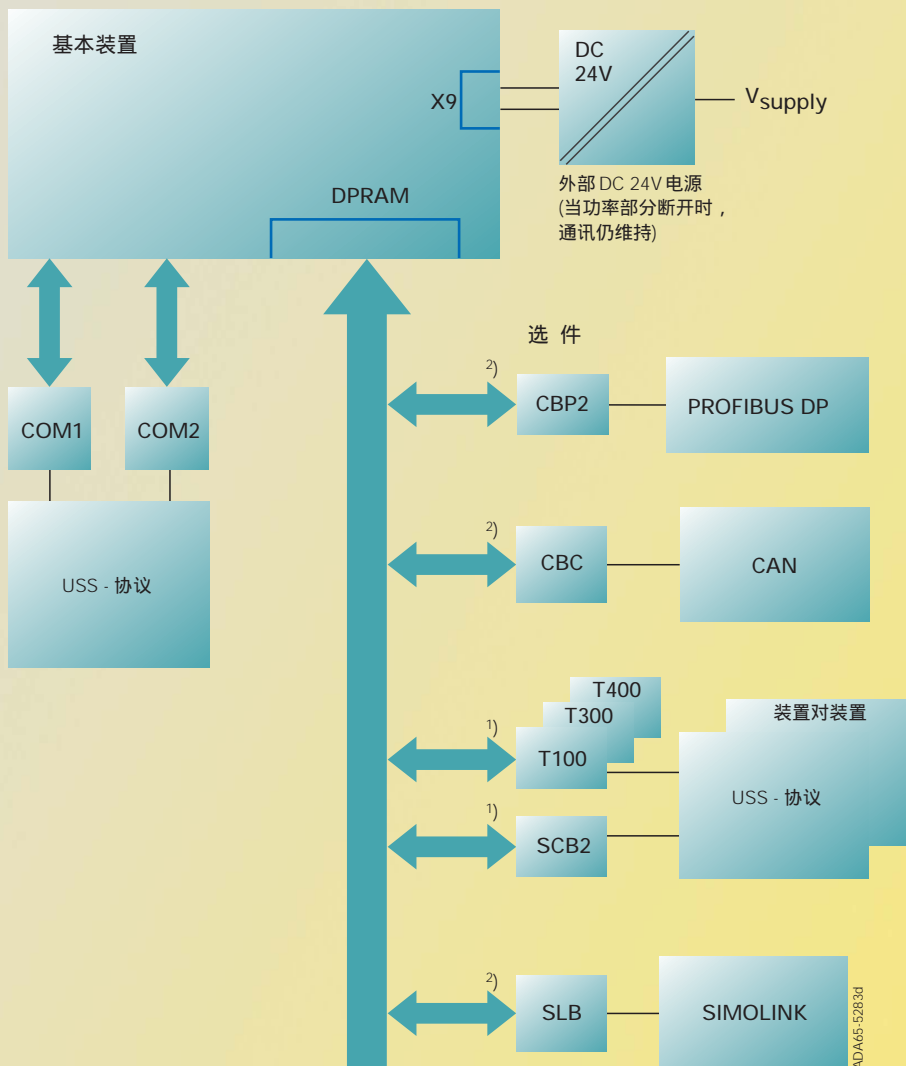 基本装置
DC
24V
X9
Vsupply
外部 DC 24V 电源
(当功率部分断开时，
通讯仍维持)
DPRAM
选 件
2)
CBP2
PROFIBUS DP
COM1
COM2
USS - 协议
2)
CBC
CAN
T400
T300
T100
1)
装置对装置
USS - 协议
1)
SCB2
2)
SLB
SIMOLINK
ADA65-5283d